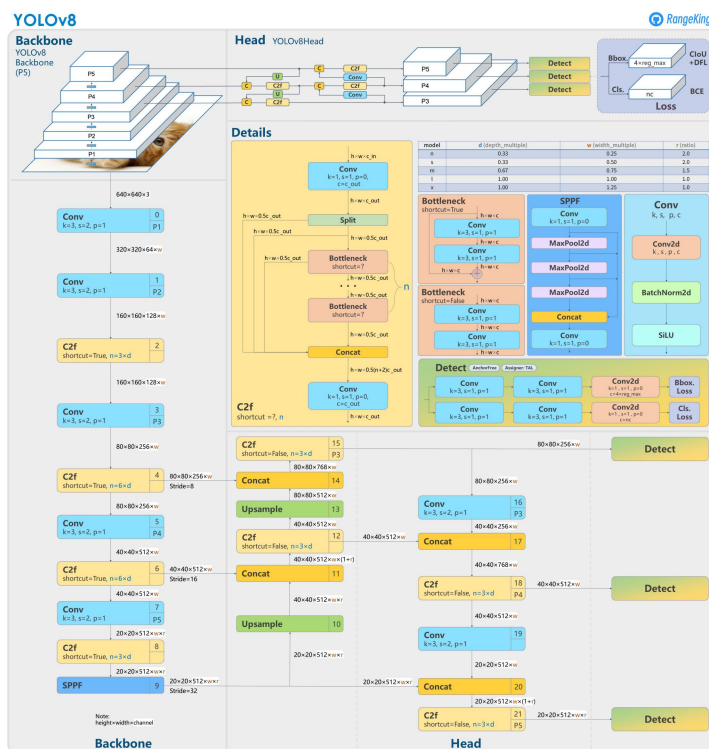 YOLOv8
RangeKing
Backbone
YOLOv8
Backbone
(P5)
P5
P4
P3
P2
P1
Head YOLOv8Head
C
C2f
U
Conv
C
C2f
C
C2f
U
Conv
C
C2f
C
C2f
P5
P4
P3
Detect
Detect
Detect
Bbox.
4×reg_max
CIoU
+DFL
Cls.
nc
BCE
Loss
640×640×3
Conv
k=3, s=2, p=1
0
P1
320×320×64×w
Conv
k=3, s=2, p=1
1
P2
160×160×128×w
C2f
shortcut=True, n=3×d
2
160×160×128×w
Conv
k=3, s=2, p=1
3
P3
80×80×256×w
C2f
shortcut=True, n=6×d
4
80×80×256×w
Stride=8
80×80×256×w
Conv
k=3, s=2, p=1
5
P4
40×40×512×w
C2f
shortcut=True, n=6×d
6
40×40×512×w
Stride=16
40×40×512×w
Conv
k=3, s=2, p=1
7
P5
20×20×512×w×r
C2f
shortcut=True, n=3×d
8
20×20×512×w×r
SPPF
9
20×20×512×w×r
Stride=32
Note:
height×width×channel
Backbone
Details
h×w×c_in
Conv
k=1, s=1, p=0,
c=c_out
h×w×c_out
Split
h×w×0.5c_out
h×w×0.5c_out
h×w×0.5c_out
Bottleneck
shortcut=?
h×w×0.5c_out
. . .
h×w×0.5c_out
Bottleneck
shortcut=?
n
h×w×0.5c_out
Concat
h×w×0.5(n+2)c_out
Conv
k=1, s=1, p=0,
c=c_out
h×w×c_out
C2f
shortcut =?, n
model d (depth_multiple) w (width_multiple) r (ratio)
n 0.33 0.25 2.0
s 0.33 0.50 2.0
m 0.67 0.75 1.5
l 1.00 1.00 1.0
x 1.00 1.25 1.0
Bottleneck
shortcut=True
h×w×c
Conv
k=3, s=1, p=1
h×w×c
Conv
k=3, s=1, p=1
h×w×c
h×w×c
Bottleneck
shortcut=False
h×w×c
Conv
k=3, s=1, p=1
h×w×c
Conv
k=3, s=1, p=1
h×w×c
SPPF
Conv
k=1, s=1, p=0
MaxPool2d
MaxPool2d
MaxPool2d
Concat
Conv
k=1, s=1, p=0
Conv
k, s, p, c
Conv2d
k, s, p, c
BatchNorm2d
SiLU
Detect
AnchorFree
Assigner: TAL
Conv
k=3, s=1, p=1
Conv
k=3, s=1, p=1
Conv2d
k=1, s=1, p=0
c=4×reg_max
Bbox.
Loss
Conv
k=3, s=1, p=1
Conv
k=3, s=1, p=1
Conv2d
k=1, s=1, p=0
c=nc
Cls.
Loss
C2f
shortcut=False, n=3×d
15
P3
80×80×256×w
Detect
80×80×768×w
Concat
14
80×80×512×w
Upsample
13
40×40×512×w
C2f
shortcut=False, n=3×d
12
40×40×512×w
40×40×512×w×(1+r)
Concat
11
40×40×512×w×r
Upsample
10
20×20×512×w×r
80×80×256×w
Conv
k=3, s=2, p=1
16
P3
40×40×256×w
Concat
17
40×40×768×w
C2f
shortcut=False, n=3×d
18
P4
40×40×512×w
Detect
40×40×512×w
Conv
k=3, s=2, p=1
19
20×20×512×w
20×20×512×w×r
Concat
20
20×20×512×w×(1+r)
C2f
shortcut=False, n=3×d
21
P5
20×20×512×w×r
Detect
Head